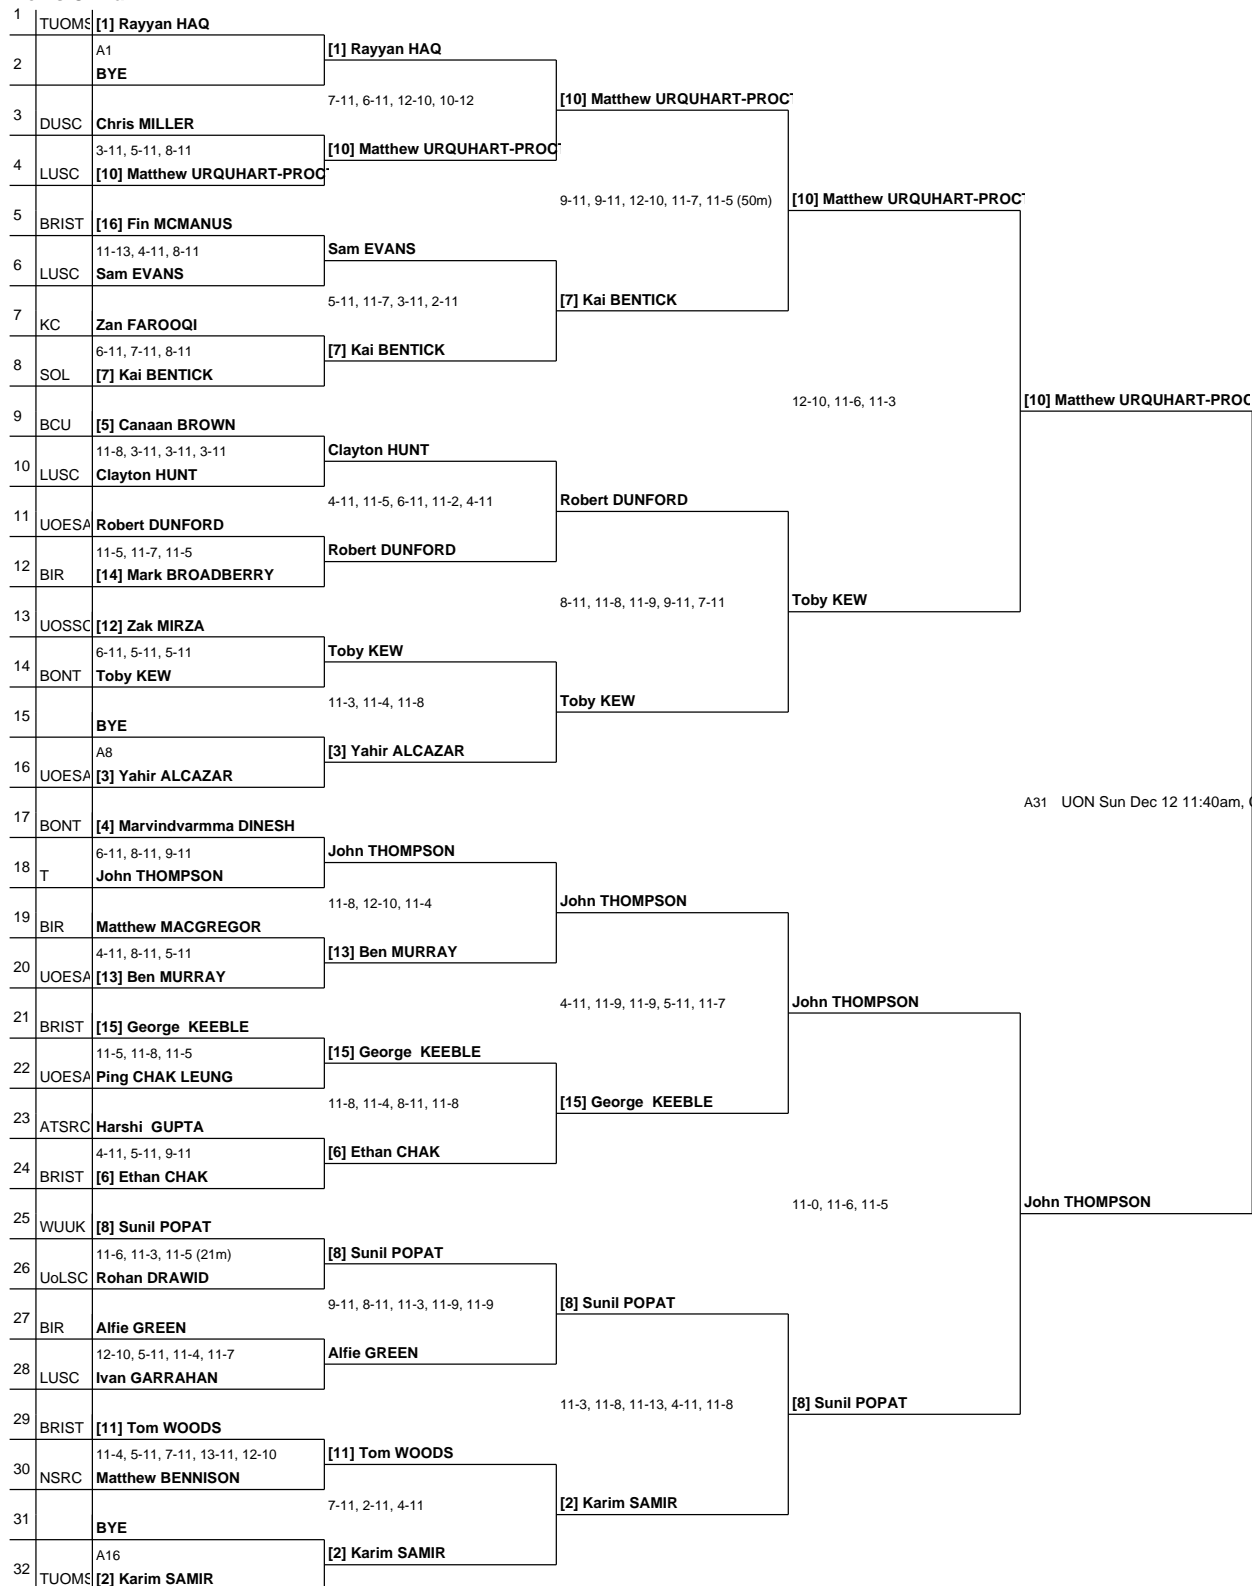 1 TUOMS [1] Rayyan HAQ
A1 [1] Rayyan HAQ
2 BYE
7-11, 6-11, 12-10, 10-12 [10] Matthew URQUHART-PROCT
3 DUSC Chris MILLER
3-11, 5-11, 8-11 [10] Matthew URQUHART-PROCT
4 LUSC [10] Matthew URQUHART-PROCT
9-11, 9-11, 12-10, 11-7, 11-5 (50m) [10] Matthew URQUHART-PROCT
5 BRIST [16] Fin MCMANUS
11-13, 4-11, 8-11 Sam EVANS
6 LUSC Sam EVANS
5-11, 11-7, 3-11, 2-11 [7] Kai BENTICK
7 KC Zan FAROOQI
6-11, 7-11, 8-11 [7] Kai BENTICK
8 SOL [7] Kai BENTICK
12-10, 11-6, 11-3 [10] Matthew URQUHART-PROC
9 BCU [5] Canaan BROWN
11-8, 3-11, 3-11, 3-11 Clayton HUNT
10 LUSC Clayton HUNT
4-11, 11-5, 6-11, 11-2, 4-11 Robert DUNFORD
11 UOESA Robert DUNFORD
11-5, 11-7, 11-5 Robert DUNFORD
12 BIR [14] Mark BROADBERRY
8-11, 11-8, 11-9, 9-11, 7-11 Toby KEW
13 UOSSC [12] Zak MIRZA
6-11, 5-11, 5-11 Toby KEW
14 BONT Toby KEW
11-3, 11-4, 11-8 Toby KEW
15 BYE
A8 [3] Yahir ALCAZAR
16 UOESA [3] Yahir ALCAZAR
A31 UON Sun Dec 12 11:40am,
17 BONT [4] Marvindvarmma DINESH
6-11, 8-11, 9-11 John THOMPSON
18 T John THOMPSON
11-8, 12-10, 11-4 John THOMPSON
19 BIR Matthew MACGREGOR
4-11, 8-11, 5-11 [13] Ben MURRAY
20 UOESA [13] Ben MURRAY
4-11, 11-9, 11-9, 5-11, 11-7 John THOMPSON
21 BRIST [15] George KEEBLE
11-5, 11-8, 11-5 [15] George KEEBLE
22 UOESA Ping CHAK LEUNG
11-8, 11-4, 8-11, 11-8 [15] George KEEBLE
23 ATSRC Harshi GUPTA
4-11, 5-11, 9-11 [6] Ethan CHAK
24 BRIST [6] Ethan CHAK
11-0, 11-6, 11-5 John THOMPSON
25 WUUK [8] Sunil POPAT
11-6, 11-3, 11-5 (21m) [8] Sunil POPAT
26 UoLSC Rohan DRAWID
9-11, 8-11, 11-3, 11-9, 11-9 [8] Sunil POPAT
27 BIR Alfie GREEN
12-10, 5-11, 11-4, 11-7 Alfie GREEN
28 LUSC Ivan GARRAHAN
11-3, 11-8, 11-13, 4-11, 11-8 [8] Sunil POPAT
29 BRIST [11] Tom WOODS
11-4, 5-11, 7-11, 13-11, 12-10 [11] Tom WOODS
30 NSRC Matthew BENNISON
7-11, 2-11, 4-11 [2] Karim SAMIR
31 BYE
A16 [2] Karim SAMIR
32 TUOMS [2] Karim SAMIR